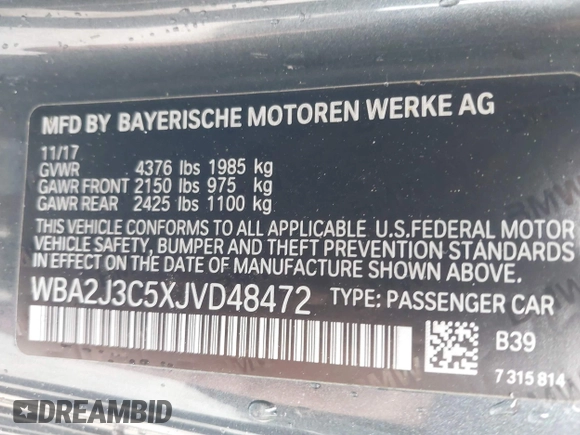 MFD BY BAYERISCHE MOTOREN WERKE AG
11/17
GVWR 4376 lbs 1985 kg
GAWR FRONT 2150 lbs 975 kg
GAWR REAR 2425 lbs 1100 kg
THIS VEHICLE CONFORMS TO ALL APPLICABLE U.S.FEDERAL MOTOR
VEHICLE SAFETY, BUMPER AND THEFT PREVENTION STANDARDS
IN EFFECT ON THE DATE OF MANUFACTURE SHOWN ABOVE.
WBA2J3C5XJVD48472 TYPE: PASSENGER CAR
B39
7 315 814
DREAMBID